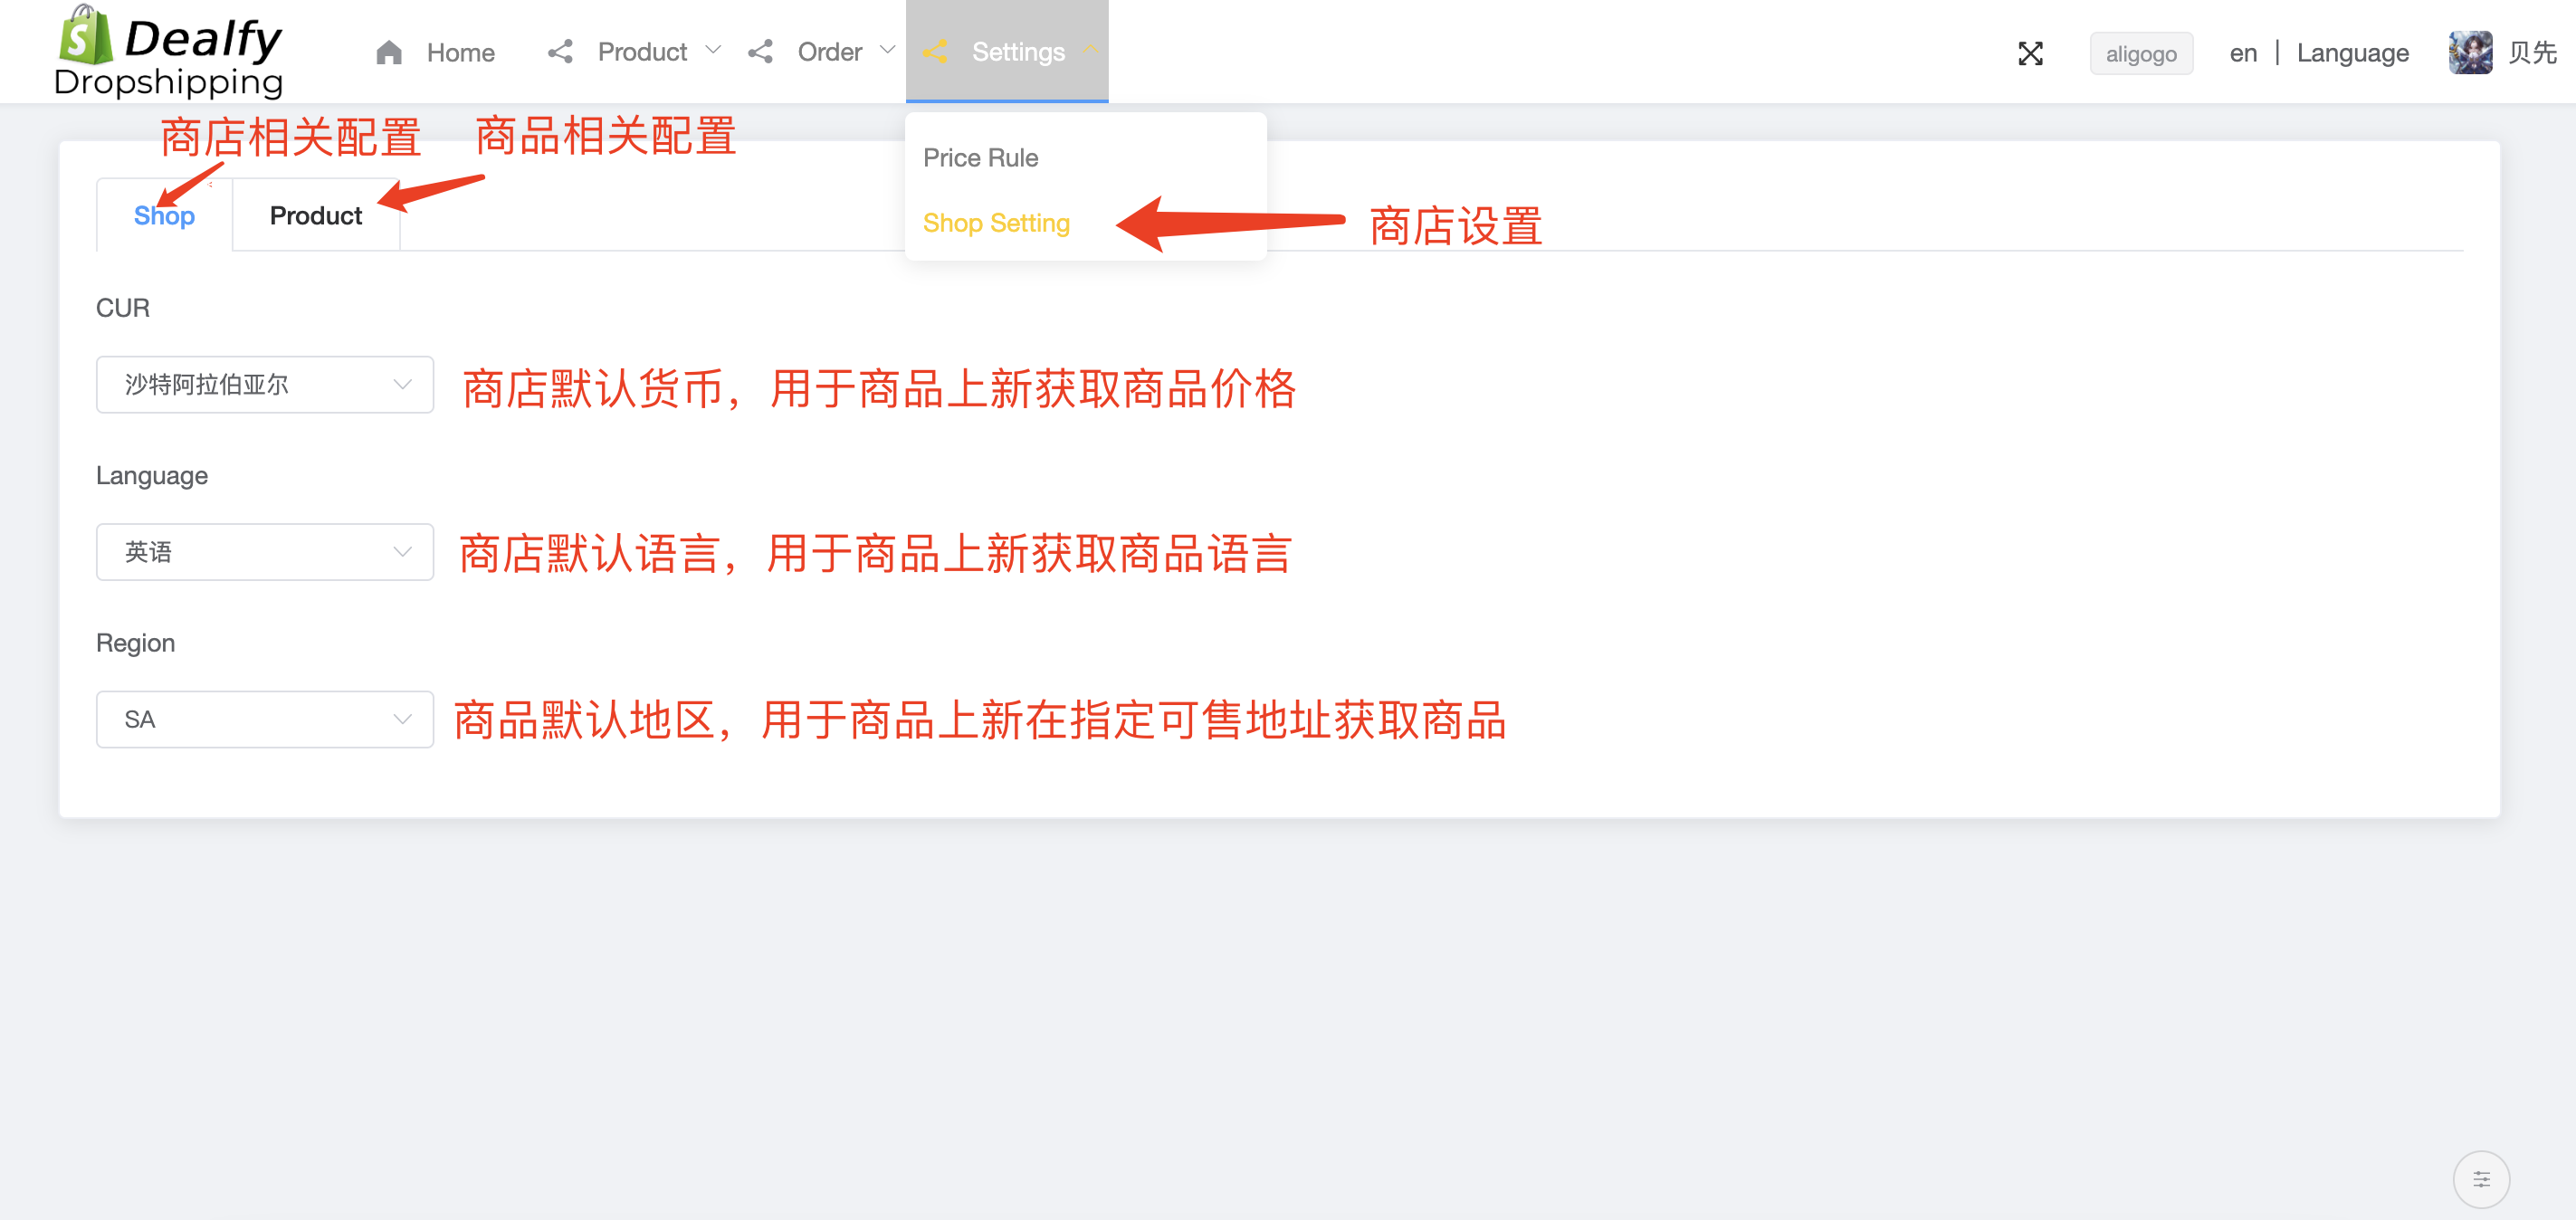 Dealfy
Dropshipping
Home
Product
Order
Settings
aligogo
en | Language
贝先
商店相关配置
商品相关配置
Price Rule
Shop Setting
商店设置
Shop
Product
CUR
沙特阿拉伯亚尔
商店默认货币，用于商品上新获取商品价格
Language
英语
商店默认语言，用于商品上新获取商品语言
Region
SA
商品默认地区，用于商品上新在指定可售地址获取商品